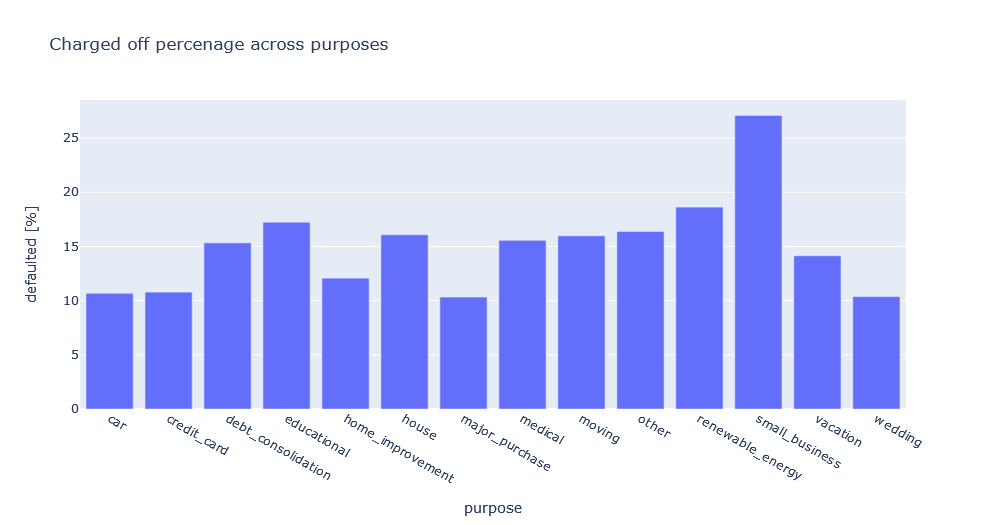 Charged off percenage across purposes
defaulted [%]
25
20
15
10
5
0
car
credit_card
debt_consolidation
educational
home_improvement
house
major_purchase
medical
moving
other
renewable_energy
small_business
vacation
wedding
purpose